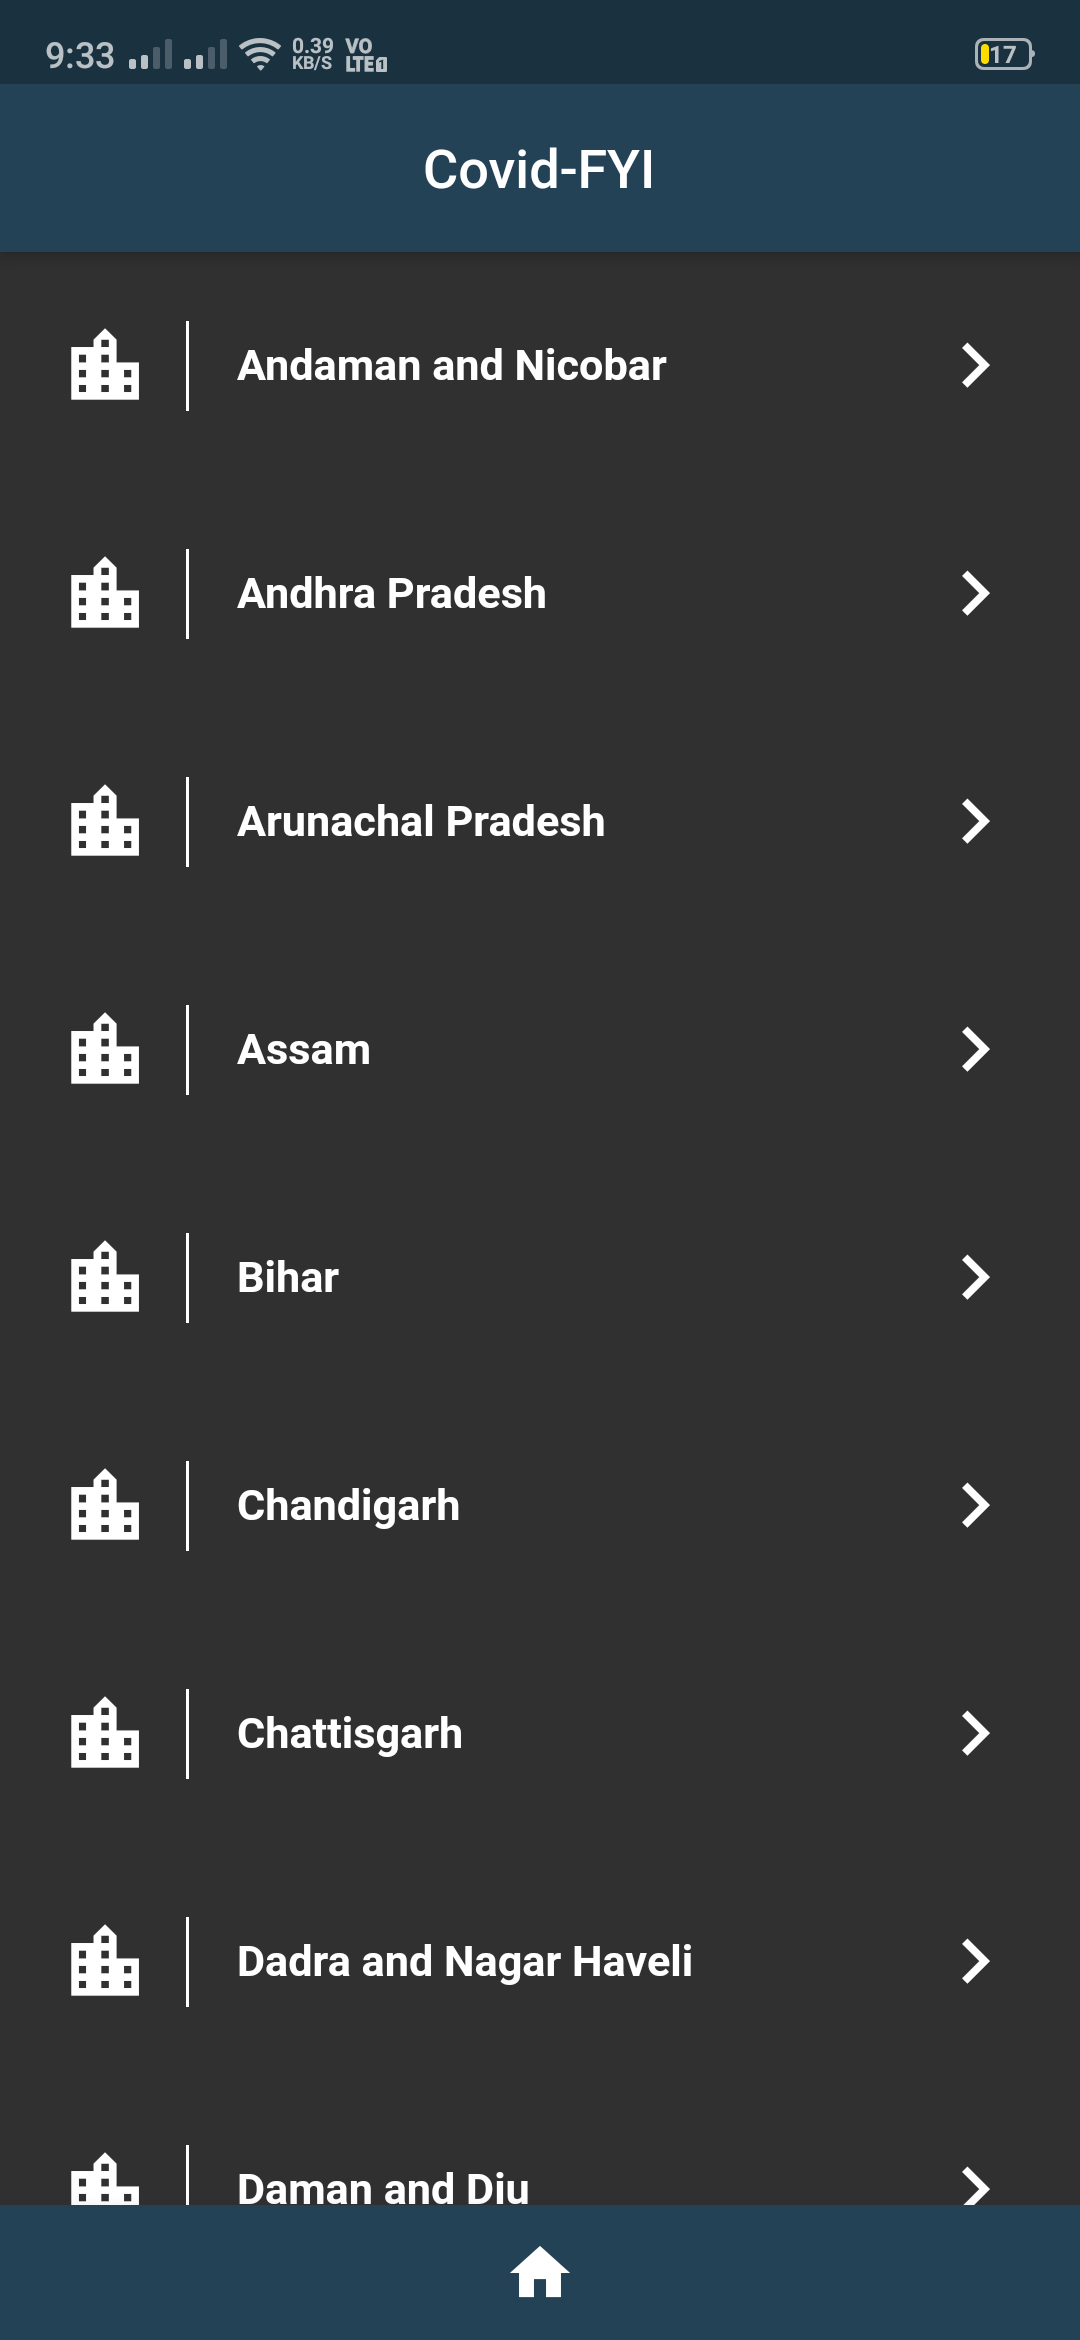 9:33 0.39 KB/S VO LTE 1 17
Covid-FYI
Andaman and Nicobar
Andhra Pradesh
Arunachal Pradesh
Assam
Bihar
Chandigarh
Chattisgarh
Dadra and Nagar Haveli
Daman and Diu